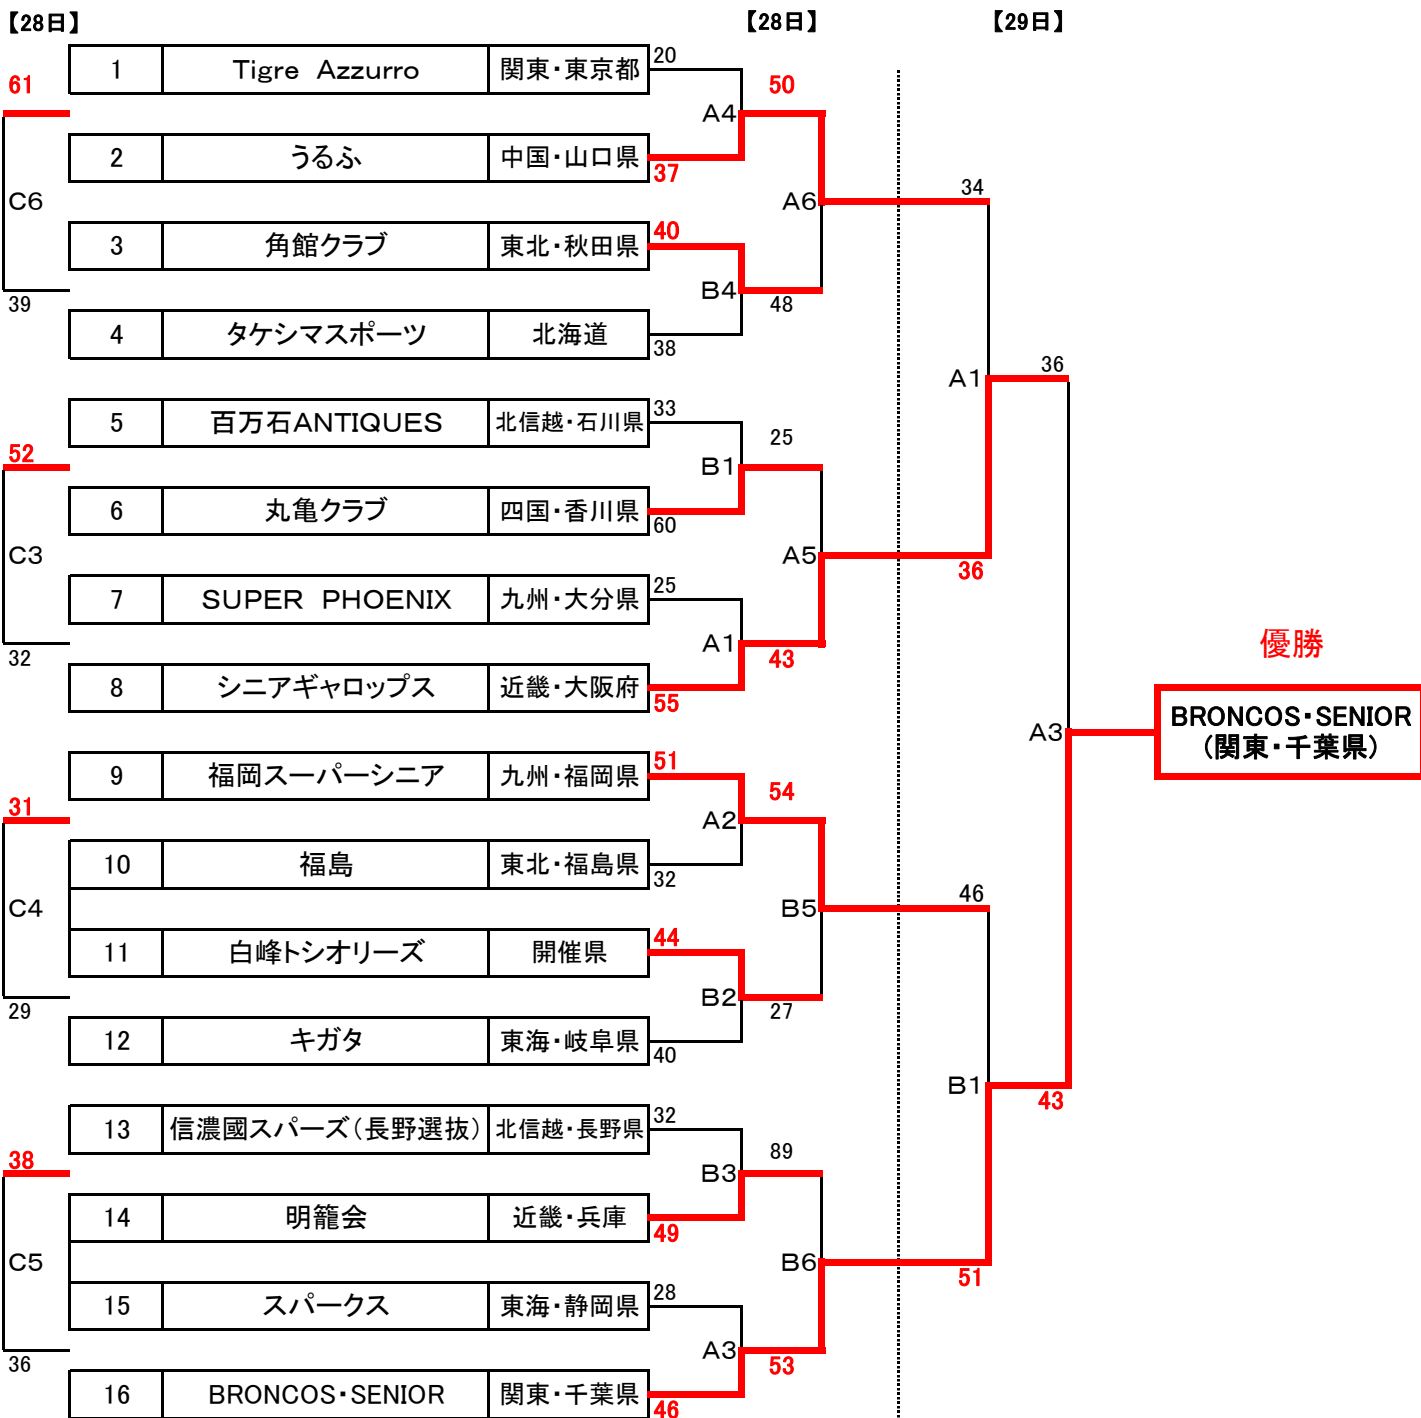 【28日】 【28日】 【29日】
1 Tigre Azzurro 関東・東京都 20
61 50
A4
2 うるふ 中国・山口県 37
C6 A6 34
3 角館クラブ 東北・秋田県 40
B4
39 48
4 タケシマスポーツ 北海道 38
A1 36
5 百万石ANTIQUES 北信越・石川県 33
52 25
B1
6 丸亀クラブ 四国・香川県 60
C3 A5 36
7 SUPER PHOENIX 九州・大分県 25
A1
32 43
8 シニアギャロップス 近畿・大阪府 55
優勝
BRONCOS・SENIOR
(関東・千葉県)
A3
9 福岡スーパーシニア 九州・福岡県 51
31 54
A2
10 福島 東北・福島県 32
C4 B5 46
11 白峰トシオリーズ 開催県 44
B2
29 27
12 キガタ 東海・岐阜県 40
B1 43
13 信濃國スパーズ(長野選抜) 北信越・長野県 32
38 89
B3
14 明籠会 近畿・兵庫 49
C5 B6 51
15 スパークス 東海・静岡県 28
A3
36 53
16 BRONCOS・SENIOR 関東・千葉県 46